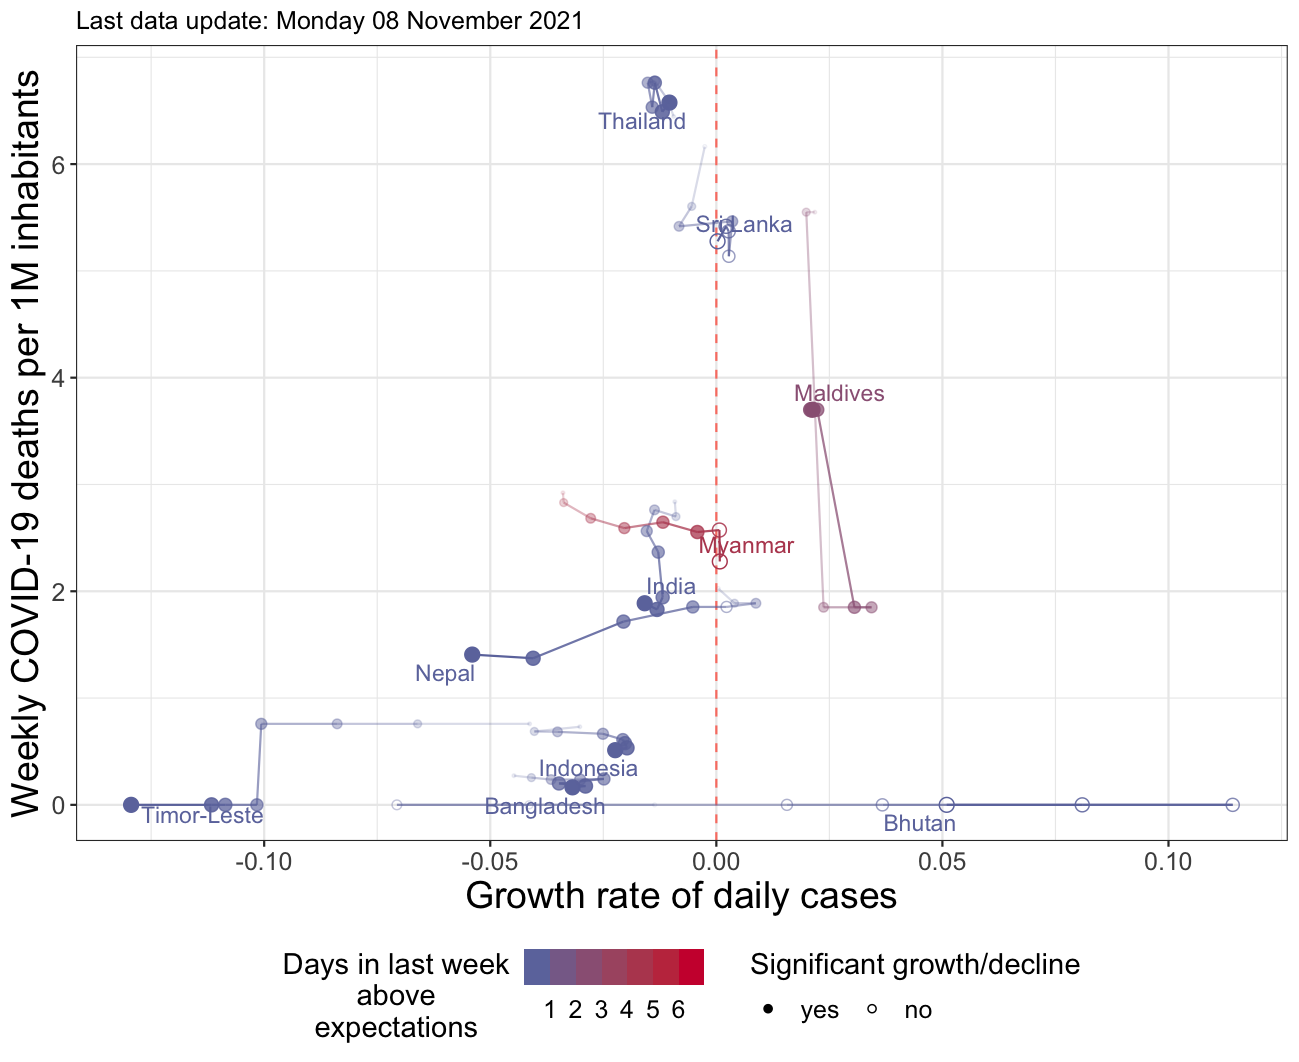 Last data update: Monday 08 November 2021
Weekly COVID-19 deaths per 1M inhabitants
6
4
2
0
Thailand
Sri Lanka
Maldives
Myanmar
India
Nepal
Indonesia
Bangladesh
Timor-Leste
Bhutan
-0.10
-0.05
0.00
0.05
0.10
Growth rate of daily cases
Days in last week
above
expectations
1 2 3 4 5 6
Significant growth/decline
yes no